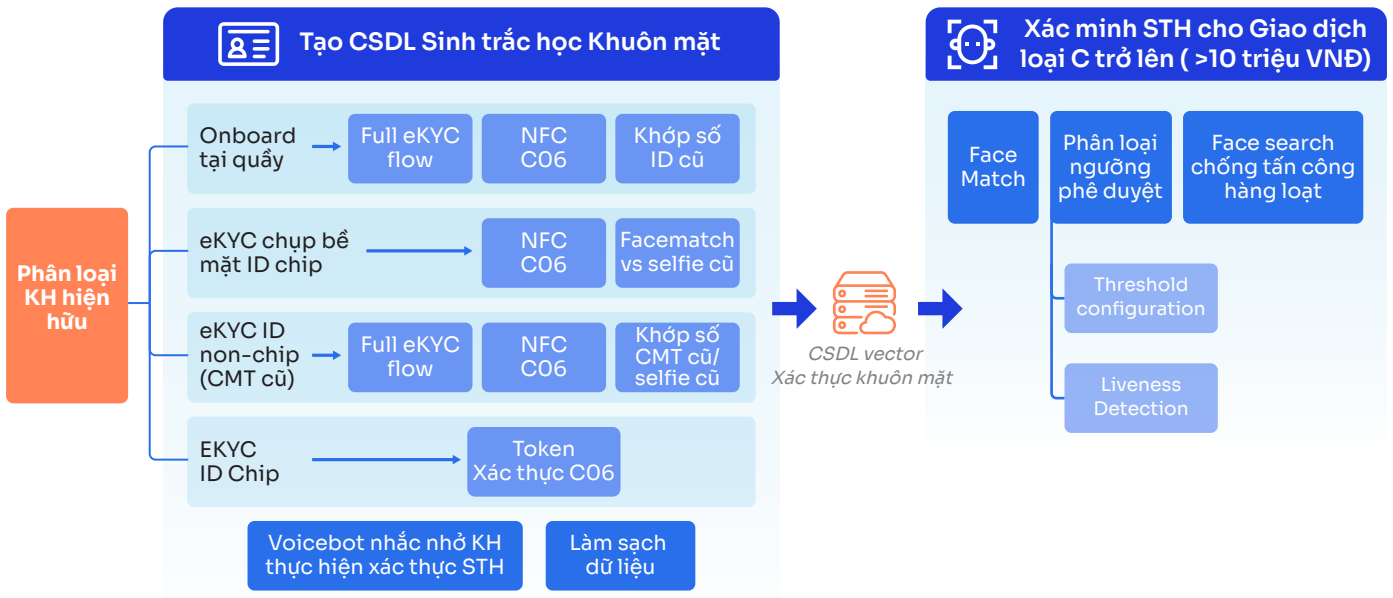 Tạo CSDL Sinh trắc học Khuôn mặt
Phân loại
KH hiện
hữu
Onboard
tại quầy
Full eKYC
flow
NFC
C06
Khớp số
ID cũ
eKYC chụp bề
mặt ID chip
NFC
C06
Facematch
vs selfie cũ
eKYC ID
non-chip
(CMT cũ)
Full eKYC
flow
NFC
C06
Khớp số
CMT cũ/
selfie cũ
EKYC
ID Chip
Token
Xác thực C06
Voicebot nhắc nhở KH
thực hiện xác thực STH
Làm sạch
dữ liệu
CSDL vector
Xác thực khuôn mặt
Xác minh STH cho Giao dịch
loại C trở lên ( >10 triệu VNĐ)
Face
Match
Phân loại
ngưỡng
phê duyệt
Face search
chống tấn công
hàng loạt
Threshold
configuration
Liveness
Detection